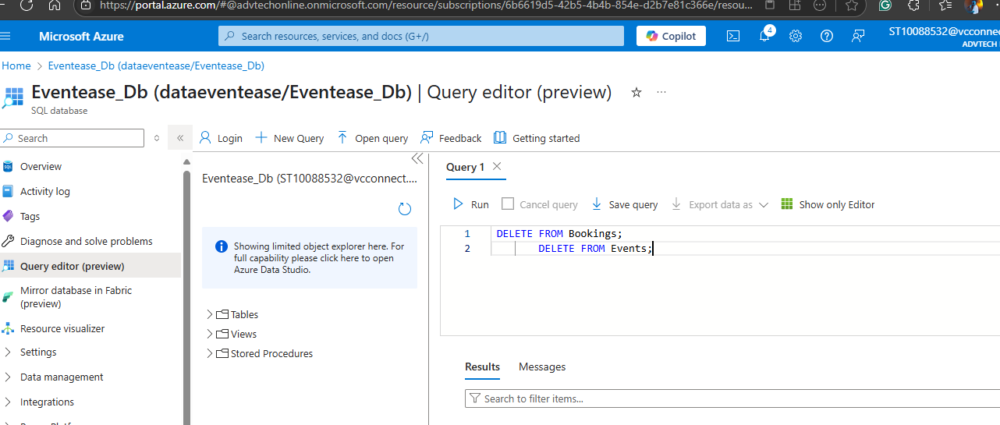 https://portal.azure.com/#@advtechonline.onmicrosoft.com/resource/subscriptions/6b6619d5-42b5-4b4b-854e-d2b7e81c366e/resou...
Microsoft Azure
Search resources, services, and docs (G+/)
Copilot
4
ST10088532@vcconnec
ADVTECH
Home > Eventease_Db (dataeventease/Eventease_Db)
Eventease_Db (dataeventease/Eventease_Db) | Query editor (preview)
SQL database
Search
Login
New Query
Open query
Feedback
Getting started
Overview
Activity log
Tags
Diagnose and solve problems
Query editor (preview)
Mirror database in Fabric
(preview)
Resource visualizer
Settings
Data management
Integrations
Eventease_Db (ST10088532@vcconnect....
Showing limited object explorer here. For
full capability please click here to open
Azure Data Studio.
Tables
Views
Stored Procedures
Query 1
Run
Cancel query
Save query
Export data as
Show only Editor
1 DELETE FROM Bookings;
2 DELETE FROM Events;
Results
Messages
Search to filter items...